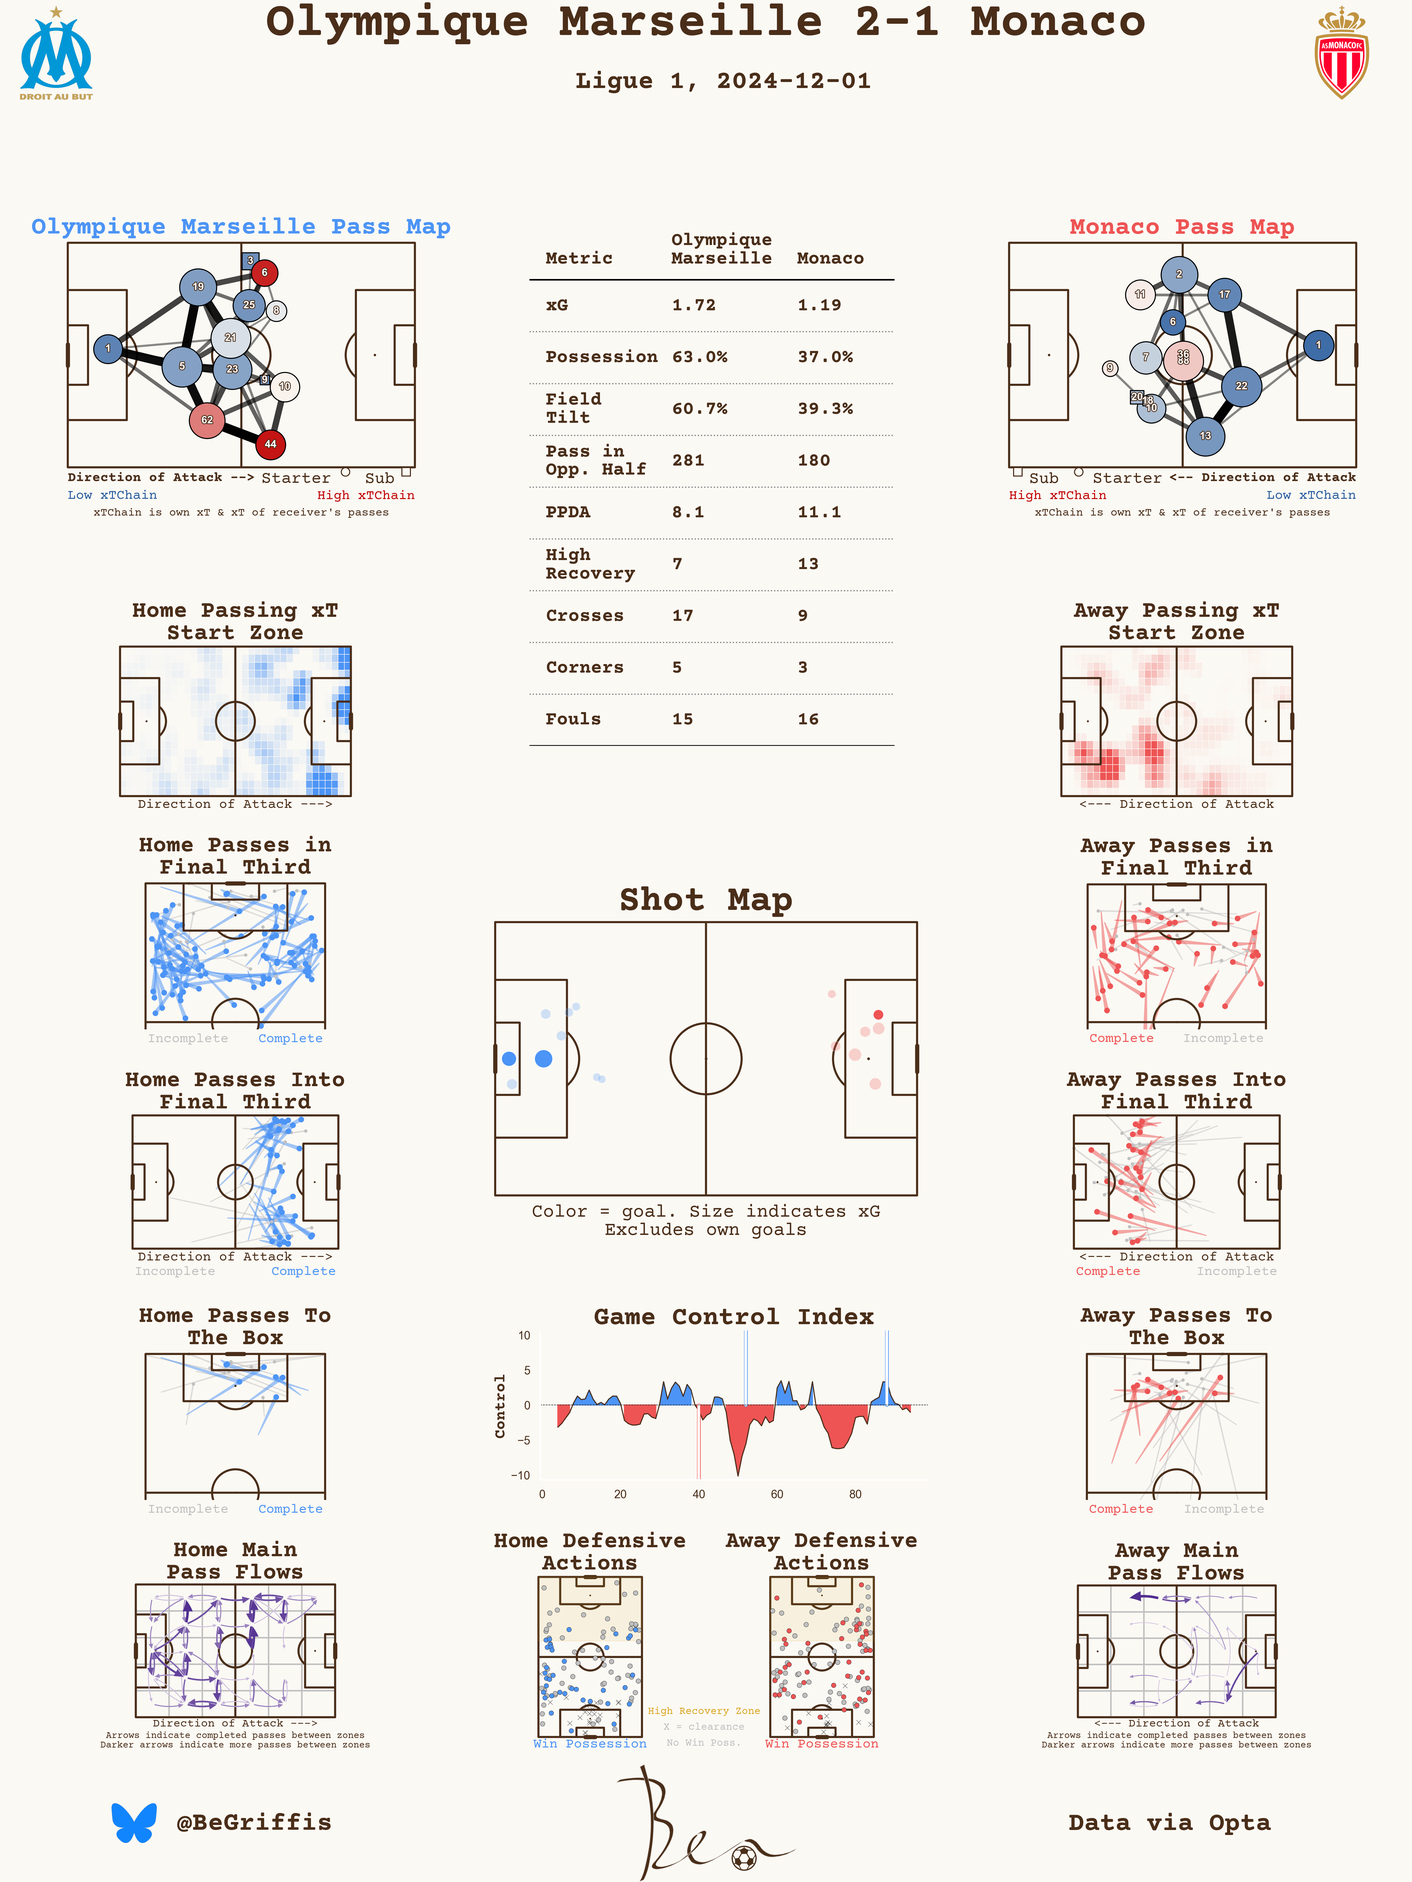 Olympique Marseille 2-1 Monaco
Ligue 1, 2024-12-01
DROIT AU BUT
AS MONACO FC
Olympique Marseille Pass Map
3
6
19
25
8
21
1
5
23
9
10
62
44
Direction of Attack --> Starter Sub
Low xTChain High xTChain
xTChain is own xT & xT of receiver's passes
Metric Olympique Marseille Monaco
xG 1.72 1.19
Possession 63.0% 37.0%
Field Tilt 60.7% 39.3%
Pass in Opp. Half 281 180
PPDA 8.1 11.1
High Recovery 7 13
Crosses 17 9
Corners 5 3
Fouls 15 16
Monaco Pass Map
2
11
17
6
1
7
36
88
9
22
20
18
10
13
Sub Starter <-- Direction of Attack
High xTChain Low xTChain
xTChain is own xT & xT of receiver's passes
Home Passing xT
Start Zone
Direction of Attack --->
Away Passing xT
Start Zone
<--- Direction of Attack
Home Passes in
Final Third
Incomplete Complete
Away Passes in
Final Third
Complete Incomplete
Shot Map
Color = goal. Size indicates xG
Excludes own goals
Home Passes Into
Final Third
Direction of Attack --->
Incomplete Complete
Away Passes Into
Final Third
<--- Direction of Attack
Complete Incomplete
Home Passes To
The Box
Incomplete Complete
Game Control Index
Control
10
5
0
−5
−10
0 20 40 60 80
Away Passes To
The Box
Complete Incomplete
Home Main
Pass Flows
Direction of Attack --->
Arrows indicate completed passes between zones
Darker arrows indicate more passes between zones
Home Defensive
Actions
Win Possession
Away Defensive
Actions
Win Possession
High Recovery Zone
X = clearance
No Win Poss.
Away Main
Pass Flows
<--- Direction of Attack
Arrows indicate completed passes between zones
Darker arrows indicate more passes between zones
@BeGriffis
Ben
Data via Opta